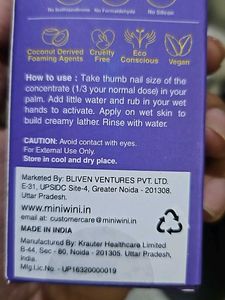 No Isothiazolinone No Formaldehyde No Silicon
Coconut Derived Foaming Agents
Cruelty Free
Eco Conscious
Vegan
How to use : Take thumb nail size of the
concentrate (1/3 your normal dose) in your
palm. Add little water and rub in your wet
hands to activate. Apply on wet skin to
build creamy lather. Rinse with water.
CAUTION: Avoid contact with eyes.
For External Use Only.
Store in cool and dry place.
Marketed By: BLIVEN VENTURES PVT. LTD.
E-31, UPSIDC Site-4, Greater Noida - 201308.
Uttar Pradesh.
www.miniwini.in
email at: customercare@miniwini.in
MADE IN INDIA
Manufactured By: Krauter Healthcare Limited
B-44, Sec - 80, Noida - 201305. Uttar Pradesh.
India.
Mfg.Lic.No. - UP16320000019